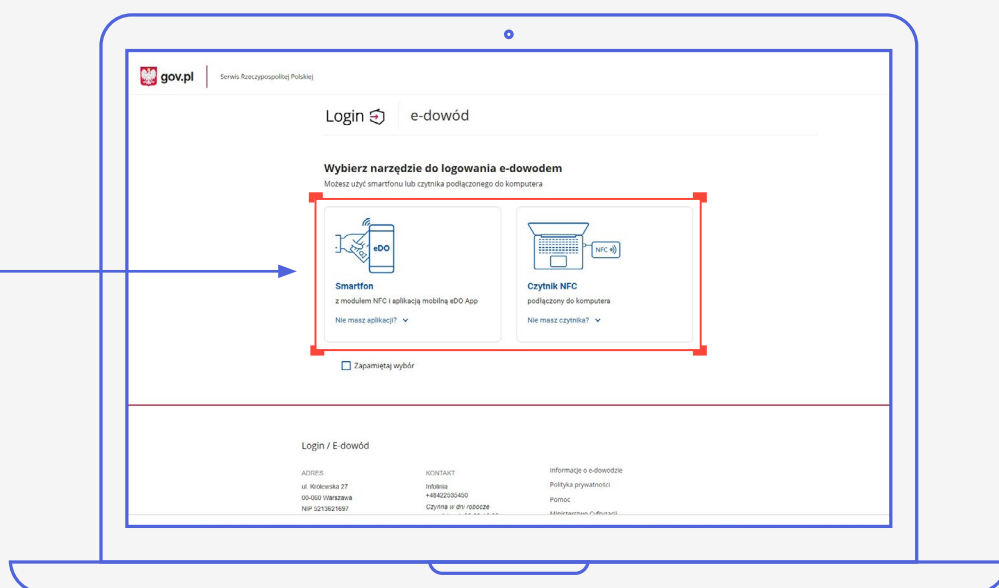 gov.pl
Serwis Rzeczypospolitej Polskiej
Login
e-dowód
Wybierz narzędzie do logowania e-dowodem
Możesz użyć smartfonu lub czytnika podłączonego do komputera
eDO
NFC
Smartfon
z modułem NFC i aplikacją mobilną eDO App
Nie masz aplikacji?
Czytnik NFC
podłączony do komputera
Nie masz czytnika?
Zapamiętaj wybór
Login / E-dowód
ADRES
ul. Królewska 27
00-060 Warszawa
NIP 5213621697
KONTAKT
Infolinia
+48422535450
Czynna w dni robocze
Informacje o e-dowodzie
Polityka prywatności
Pomoc
Ministerstwo Cyfryzacji